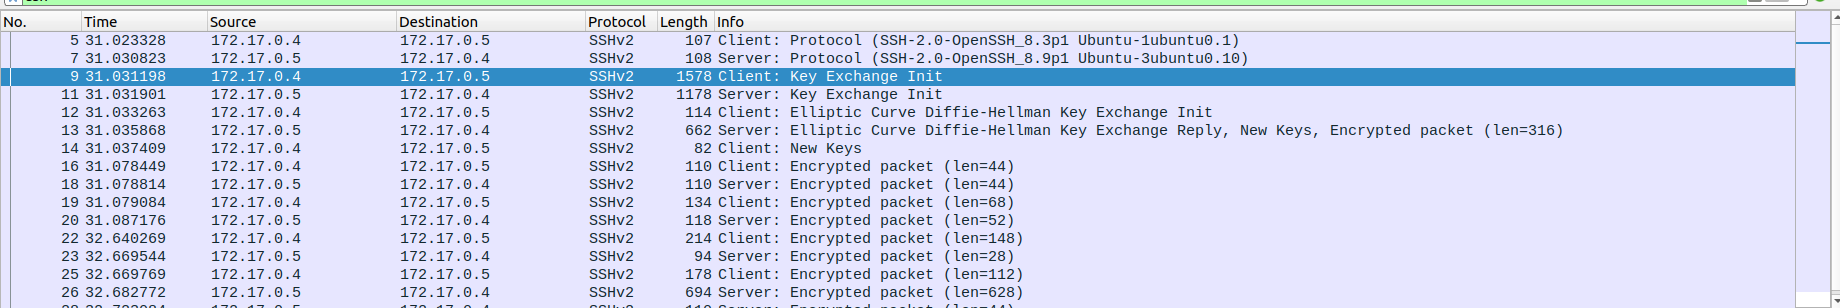 No. Time Source Destination Protocol Length Info
5 31.023328 172.17.0.4 172.17.0.5 SSHv2 107 Client: Protocol (SSH-2.0-OpenSSH_8.3p1 Ubuntu-1ubuntu0.1)
7 31.030823 172.17.0.5 172.17.0.4 SSHv2 108 Server: Protocol (SSH-2.0-OpenSSH_8.9p1 Ubuntu-3ubuntu0.10)
9 31.031198 172.17.0.4 172.17.0.5 SSHv2 1578 Client: Key Exchange Init
11 31.031901 172.17.0.5 172.17.0.4 SSHv2 1178 Server: Key Exchange Init
12 31.033263 172.17.0.4 172.17.0.5 SSHv2 114 Client: Elliptic Curve Diffie-Hellman Key Exchange Init
13 31.035868 172.17.0.5 172.17.0.4 SSHv2 662 Server: Elliptic Curve Diffie-Hellman Key Exchange Reply, New Keys, Encrypted packet (len=316)
14 31.037409 172.17.0.4 172.17.0.5 SSHv2 82 Client: New Keys
16 31.078449 172.17.0.4 172.17.0.5 SSHv2 110 Client: Encrypted packet (len=44)
18 31.078814 172.17.0.5 172.17.0.4 SSHv2 110 Server: Encrypted packet (len=44)
19 31.079084 172.17.0.4 172.17.0.5 SSHv2 134 Client: Encrypted packet (len=68)
20 31.087176 172.17.0.5 172.17.0.4 SSHv2 118 Server: Encrypted packet (len=52)
22 32.640269 172.17.0.4 172.17.0.5 SSHv2 214 Client: Encrypted packet (len=148)
23 32.669544 172.17.0.5 172.17.0.4 SSHv2 94 Server: Encrypted packet (len=28)
25 32.669769 172.17.0.4 172.17.0.5 SSHv2 178 Client: Encrypted packet (len=112)
26 32.682772 172.17.0.5 172.17.0.4 SSHv2 694 Server: Encrypted packet (len=628)